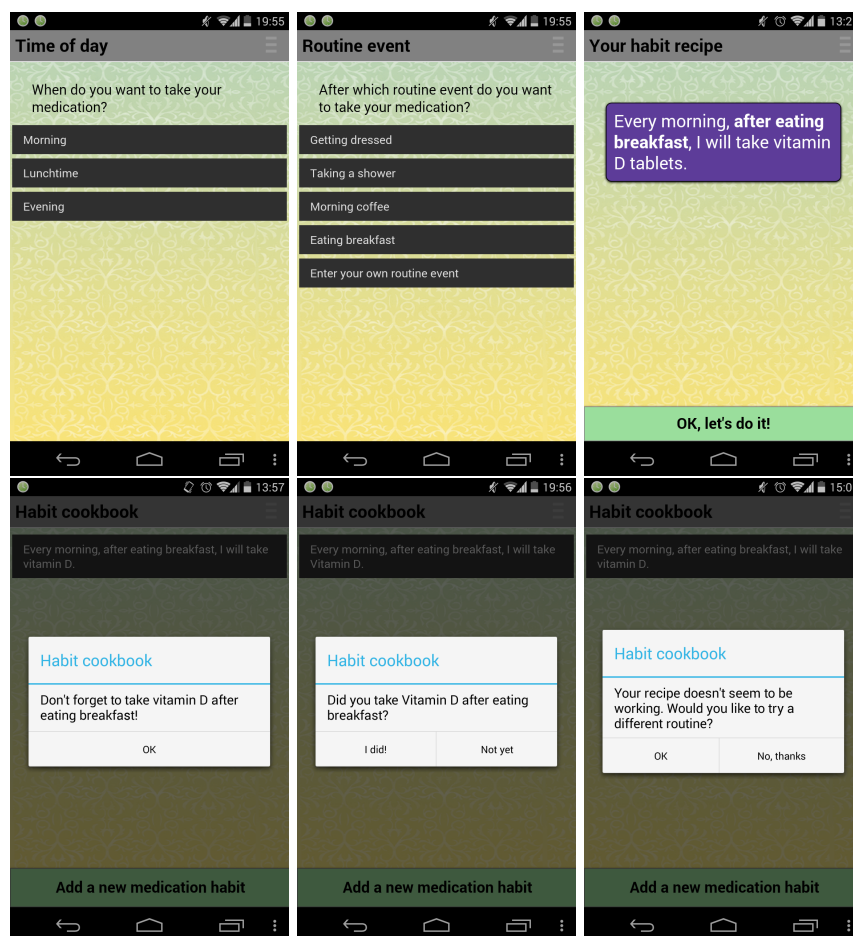 19:55
Time of day
When do you want to take your
medication?
Morning
Lunchtime
Evening
19:55
Routine event
After which routine event do you want
to take your medication?
Getting dressed
Taking a shower
Morning coffee
Eating breakfast
Enter your own routine event
13:2
Your habit recipe
Every morning, after eating
breakfast, I will take vitamin
D tablets.
OK, let's do it!
13:57
Habit cookbook
Every morning, after eating breakfast, I will take
vitamin D.
Habit cookbook
Don't forget to take vitamin D after
eating breakfast!
OK
Add a new medication habit
19:56
Habit cookbook
Every morning, after eating breakfast, I will take
Vitamin D.
Habit cookbook
Did you take Vitamin D after eating
breakfast?
I did! Not yet
Add a new medication habit
15:0
Habit cookbook
Every morning, after eating breakfast, I will take
vitamin D.
Habit cookbook
Your recipe doesn't seem to be
working. Would you like to try a
different routine?
OK No, thanks
Add a new medication habit